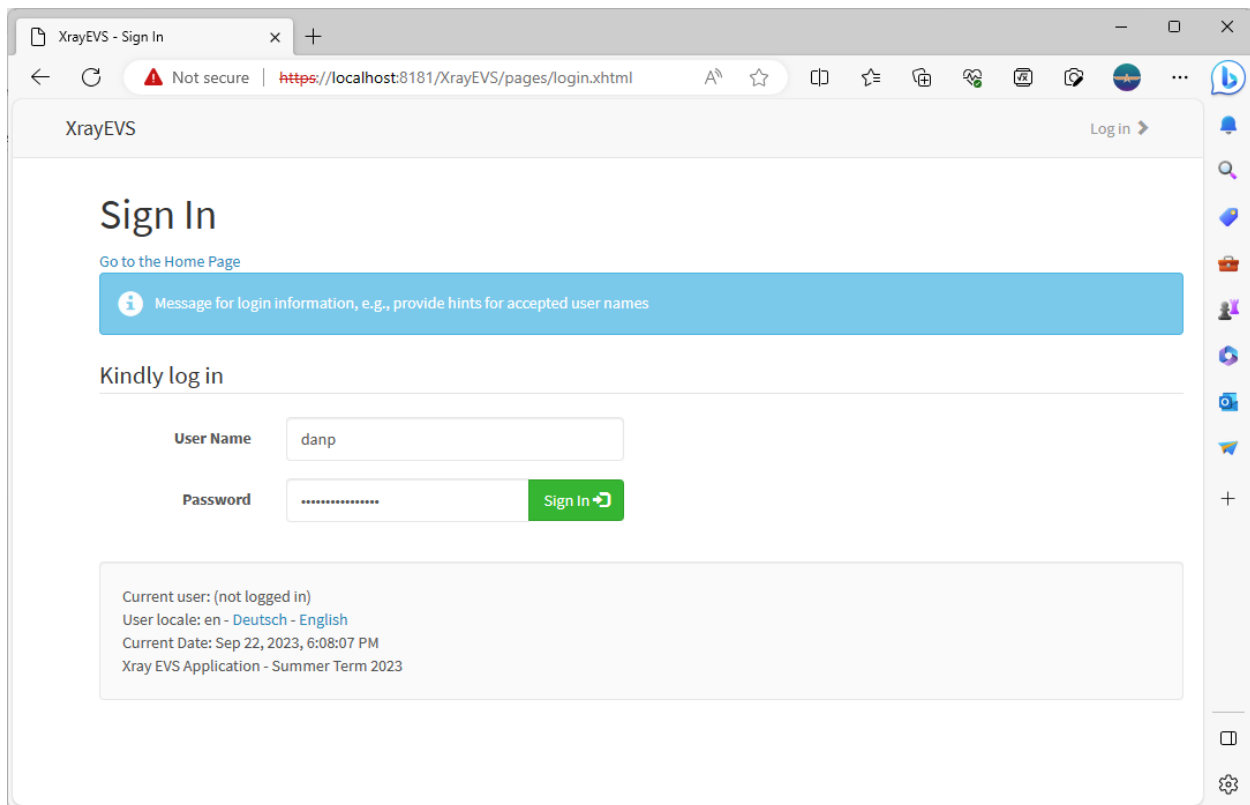 XrayEVS - Sign In
Not secure | https://localhost:8181/XrayEVS/pages/login.xhtml
XrayEVS Log in
Sign In
Go to the Home Page
Message for login information, e.g., provide hints for accepted user names
Kindly log in
User Name danp
Password •••••••••••••••• Sign In
Current user: (not logged in)
User locale: en - Deutsch - English
Current Date: Sep 22, 2023, 6:08:07 PM
Xray EVS Application - Summer Term 2023